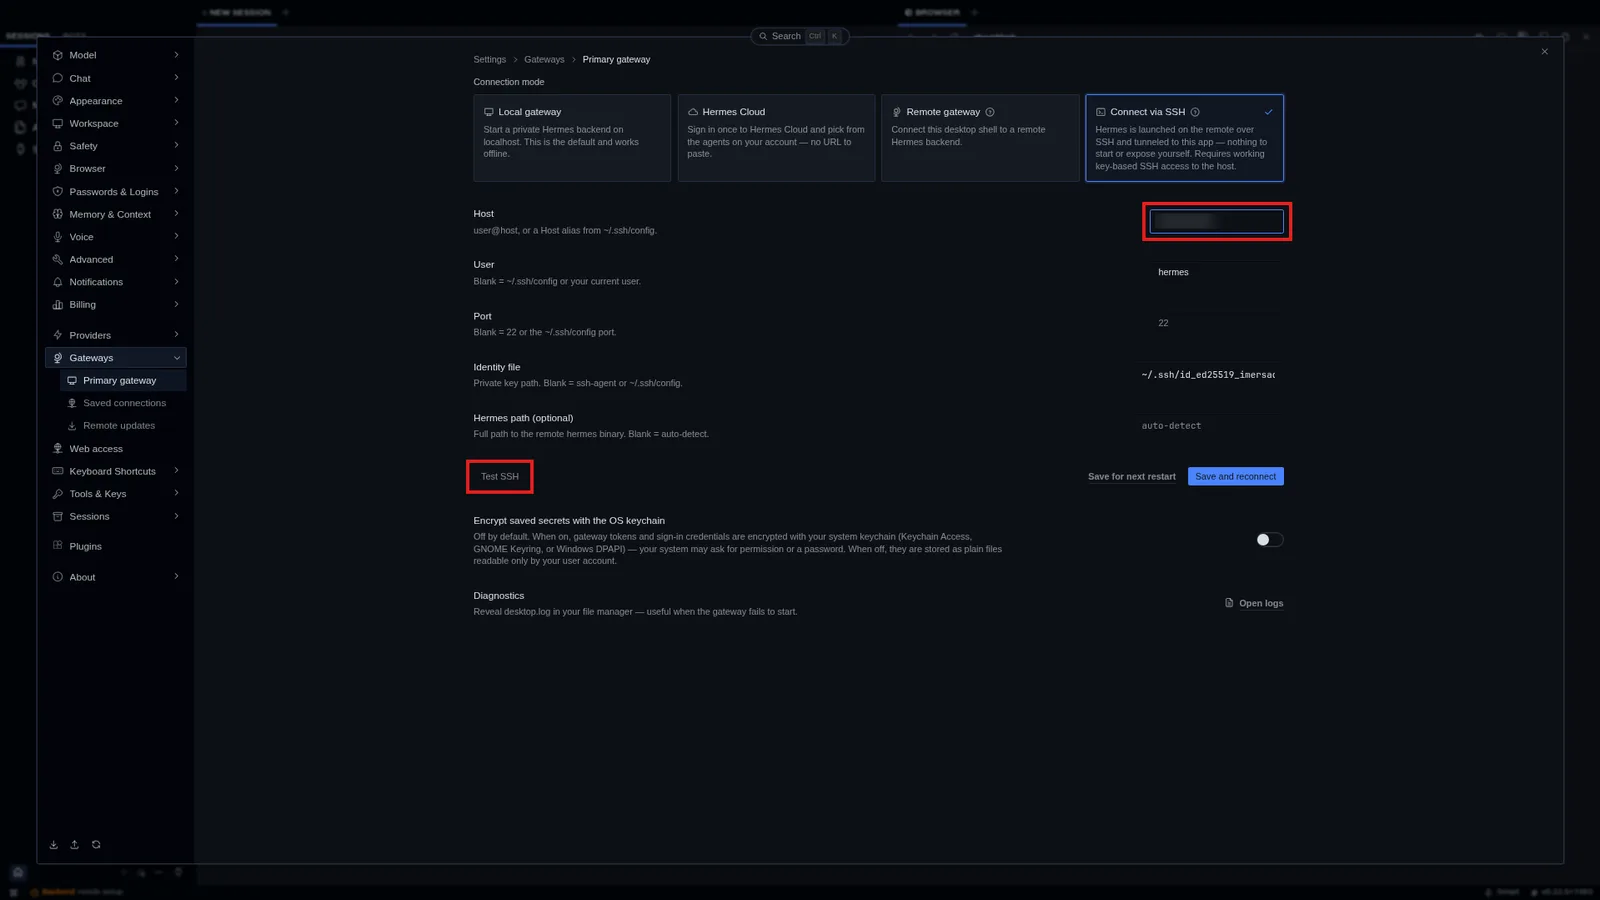 NEW SESSION
BROWSER
Search Ctrl K
Model
Chat
Appearance
Workspace
Safety
Browser
Passwords & Logins
Memory & Context
Voice
Advanced
Notifications
Billing
Providers
Gateways
Primary gateway
Saved connections
Remote updates
Web access
Keyboard Shortcuts
Tools & Keys
Sessions
Plugins
About
Settings > Gateways > Primary gateway
Connection mode
Local gateway
Start a private Hermes backend on
localhost. This is the default and works
offline.
Hermes Cloud
Sign in once to Hermes Cloud and pick from
the agents on your account — no URL to
paste.
Remote gateway
Connect this desktop shell to a remote
Hermes backend.
Connect via SSH
Hermes is launched on the remote over
SSH and tunneled to this app — nothing to
start or expose yourself. Requires working
key-based SSH access to the host.
Host
user@host, or a Host alias from ~/.ssh/config.
User
Blank = ~/.ssh/config or your current user.
hermes
Port
Blank = 22 or the ~/.ssh/config port.
22
Identity file
Private key path. Blank = ssh-agent or ~/.ssh/config.
~/.ssh/id_ed25519_imersac
Hermes path (optional)
Full path to the remote hermes binary. Blank = auto-detect.
auto-detect
Test SSH
Save for next restart
Save and reconnect
Encrypt saved secrets with the OS keychain
Off by default. When on, gateway tokens and sign-in credentials are encrypted with your system keychain (Keychain Access,
GNOME Keyring, or Windows DPAPI) — your system may ask for permission or a password. When off, they are stored as plain files
readable only by your user account.
Diagnostics
Reveal desktop.log in your file manager — useful when the gateway fails to start.
Open logs